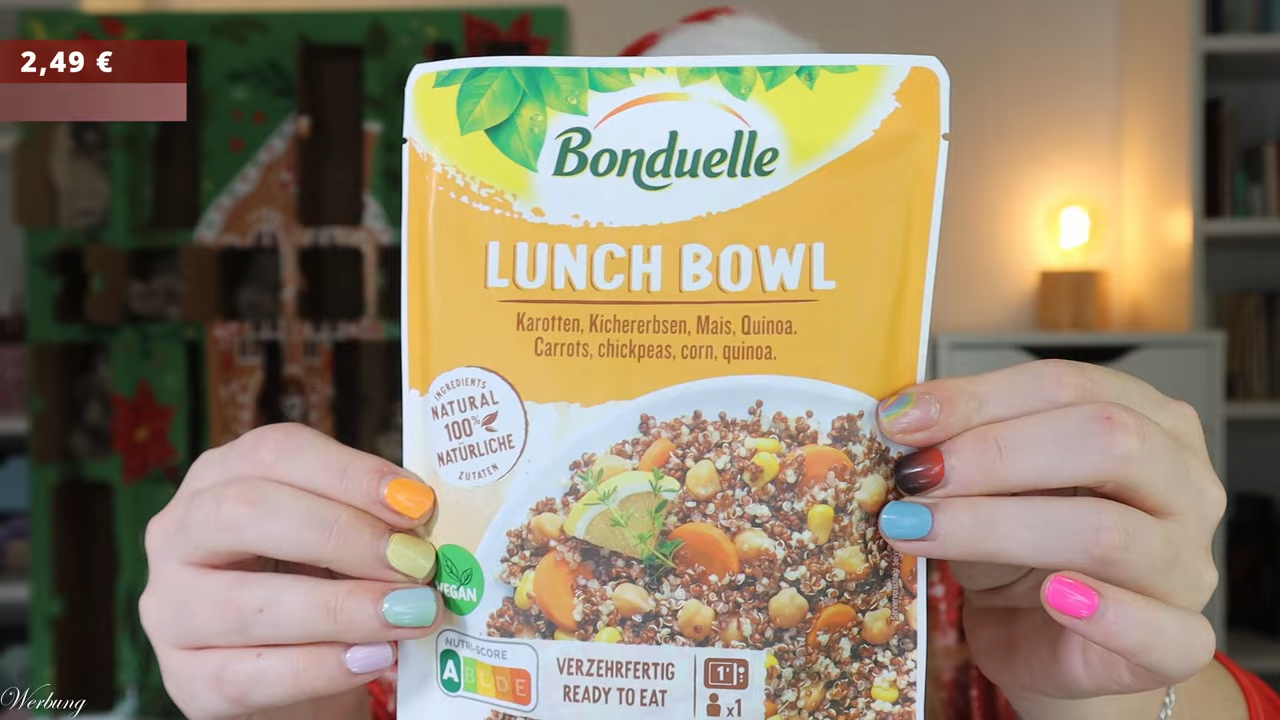 2,49 €
Bonduelle
LUNCH BOWL
Karotten, Kichererbsen, Mais, Quinoa.
Carrots, chickpeas, corn, quinoa.
INGREDIENTS
NATURAL
100%
NATÜRLICHE
ZUTATEN
VEGAN
NUTRI-SCORE
A B C D E
VERZEHRFERTIG
READY TO EAT
1'
x1
Werbung